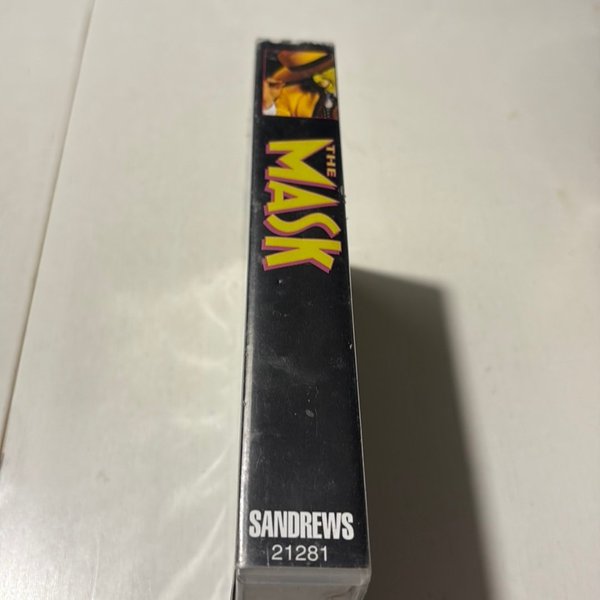 THE
MASK
SANDREWS
21281